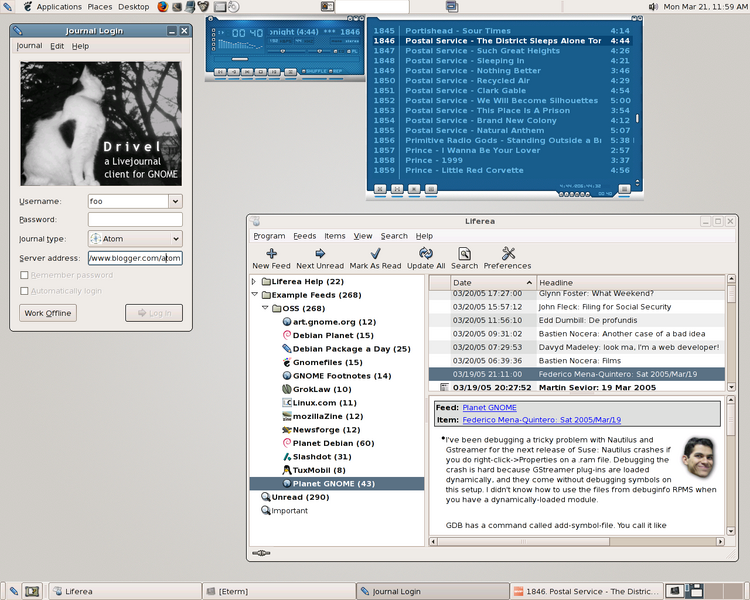 Applications Places Desktop
Mon Mar 21, 11:59 AM
Journal Login
Journal Edit Help
Drivel
a LiveJournal
client for GNOME
Username: foo
Password:
Journal type: Atom
Server address: /www.blogger.com/atom
Remember password
Automatically login
Work Offline Log In
00 40 onight (4:44) *** 1846
SHUFFLE REP
PL
1845 Portishead - Sour Times 4:14
1846 Postal Service - The District Sleeps Alone Tor 4:44
1847 Postal Service - Such Great Heights 4:26
1848 Postal Service - Sleeping In 4:21
1849 Postal Service - Nothing Better 3:46
1850 Postal Service - Recycled Air 4:29
1851 Postal Service - Clark Gable 4:54
1852 Postal Service - We Will Become Silhouettes 5:00
1853 Postal Service - This Place Is A Prison 3:54
1854 Postal Service - Brand New Colony 4:12
1855 Postal Service - Natural Anthem 5:07
1856 Primitive Radio Gods - Standing Outside a Br 5:38
1857 Prince - I Wanna Be Your Lover 2:57
1858 Prince - 1999 3:37
1859 Prince - Little Red Corvette 4:56
Liferea
Program Feeds Items View Search Help
New Feed Next Unread Mark As Read Update All Search Preferences
Liferea Help (22)
Example Feeds (268)
OSS (268)
art.gnome.org (12)
Debian Planet (15)
Debian Package a Day (25)
Gnomefiles (15)
GNOME Footnotes (14)
GrokLaw (10)
Linux.com (11)
mozillaZine (12)
Newsforge (12)
Planet Debian (60)
Slashdot (31)
TuxMobil (8)
Planet GNOME (43)
Unread (290)
Important
Date Headline
03/20/05 17:27:00 Glynn Foster: What Weekend?
03/20/05 15:57:12 John Fleck: Filing for Social Security
03/20/05 11:56:10 Edd Dumbill: De profundis
03/20/05 09:31:02 Bastien Nocera: Another case of a bad idea
03/20/05 07:29:53 Davyd Madeley: look ma, I'm a web developer!
03/20/05 06:39:36 Bastien Nocera: Films
03/19/05 21:11:00 Federico Mena-Quintero: Sat 2005/Mar/19
03/19/05 20:27:52 Martin Sevior: 19 Mar 2005
Feed: Planet GNOME
Item: Federico Mena-Quintero: Sat 2005/Mar/19
I've been debugging a tricky problem with Nautilus and
Gstreamer for the next release of Suse: Nautilus crashes if
you do right-click->Properties on a .ram file. Debugging the
crash is hard because GStreamer plug-ins are loaded
dynamically, and they come without debugging symbols on
this setup. I didn't know how to use the files from debuginfo RPMS when
you have a dynamically-loaded module.
GDB has a command called add-symbol-file. You call it like
Liferea
[Eterm]
Journal Login
1846. Postal Service - The Distric...